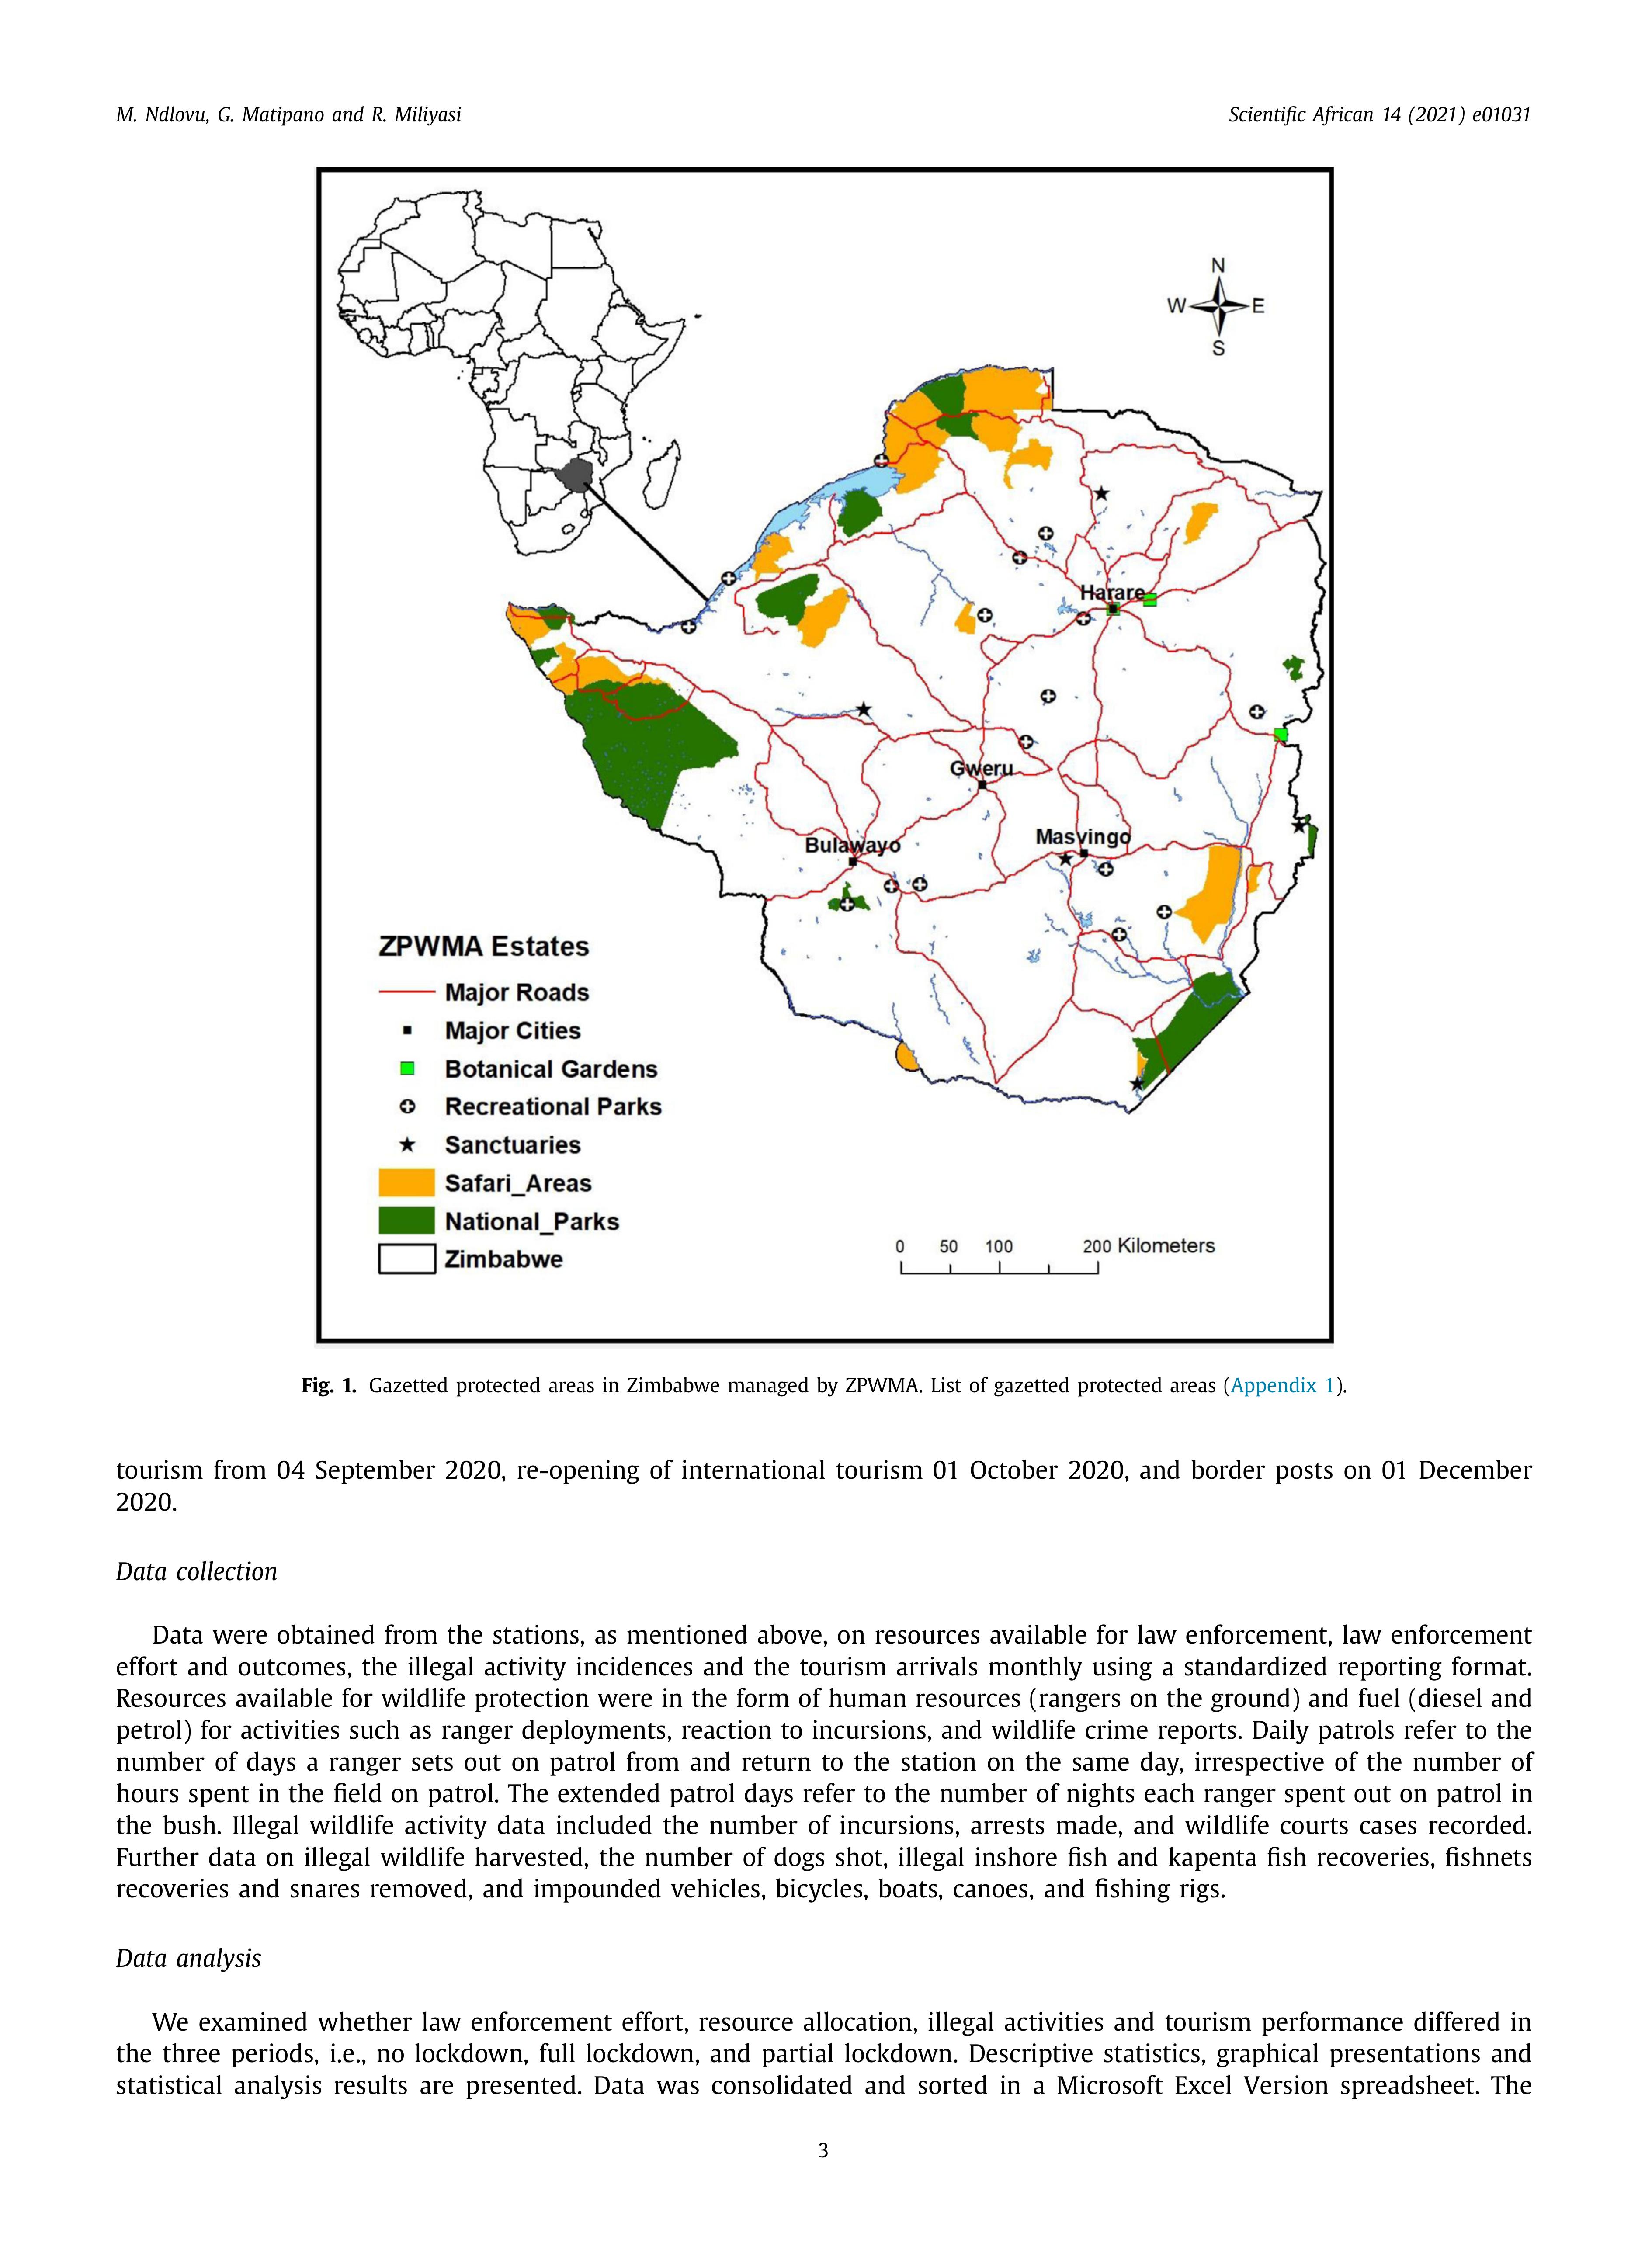 M. Ndlovu, G. Matipano and R. Miliyasi
Scientific African 14 (2021) e01031
N
W E
S
Harare
Gweru
Masvingo
Bulawayo
ZPWMA Estates
Major Roads
Major Cities
Botanical Gardens
Recreational Parks
Sanctuaries
Safari_Areas
National_Parks
Zimbabwe
0 50 100 200 Kilometers
Fig. 1. Gazetted protected areas in Zimbabwe managed by ZPWMA. List of gazetted protected areas (Appendix 1).
tourism from 04 September 2020, re-opening of international tourism 01 October 2020, and border posts on 01 December
2020.
Data collection
Data were obtained from the stations, as mentioned above, on resources available for law enforcement, law enforcement
effort and outcomes, the illegal activity incidences and the tourism arrivals monthly using a standardized reporting format.
Resources available for wildlife protection were in the form of human resources (rangers on the ground) and fuel (diesel and
petrol) for activities such as ranger deployments, reaction to incursions, and wildlife crime reports. Daily patrols refer to the
number of days a ranger sets out on patrol from and return to the station on the same day, irrespective of the number of
hours spent in the field on patrol. The extended patrol days refer to the number of nights each ranger spent out on patrol in
the bush. Illegal wildlife activity data included the number of incursions, arrests made, and wildlife courts cases recorded.
Further data on illegal wildlife harvested, the number of dogs shot, illegal inshore fish and kapenta fish recoveries, fishnets
recoveries and snares removed, and impounded vehicles, bicycles, boats, canoes, and fishing rigs.
Data analysis
We examined whether law enforcement effort, resource allocation, illegal activities and tourism performance differed in
the three periods, i.e., no lockdown, full lockdown, and partial lockdown. Descriptive statistics, graphical presentations and
statistical analysis results are presented. Data was consolidated and sorted in a Microsoft Excel Version spreadsheet. The
3